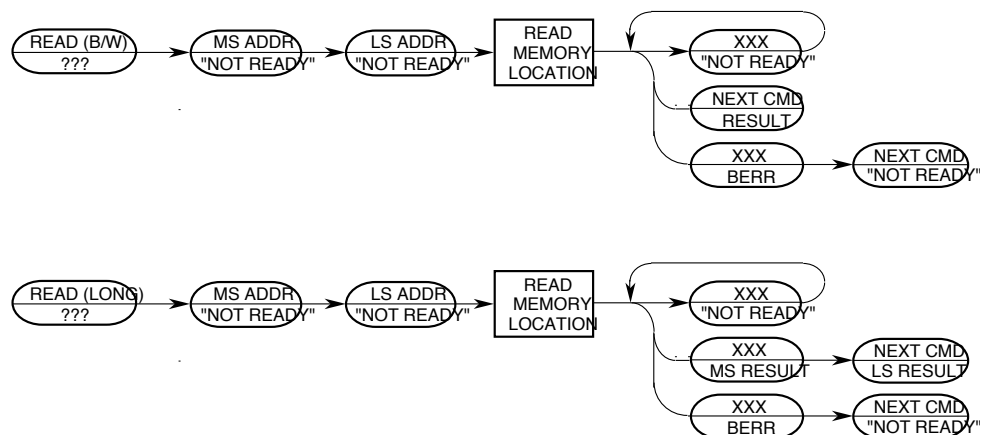 READ (B/W)
???
MS ADDR
"NOT READY"
LS ADDR
"NOT READY"
READ
MEMORY
LOCATION
XXX
"NOT READY"
NEXT CMD
RESULT
XXX
BERR
NEXT CMD
"NOT READY"
READ (LONG)
???
MS ADDR
"NOT READY"
LS ADDR
"NOT READY"
READ
MEMORY
LOCATION
XXX
"NOT READY"
XXX
MS RESULT
NEXT CMD
LS RESULT
XXX
BERR
NEXT CMD
"NOT READY"